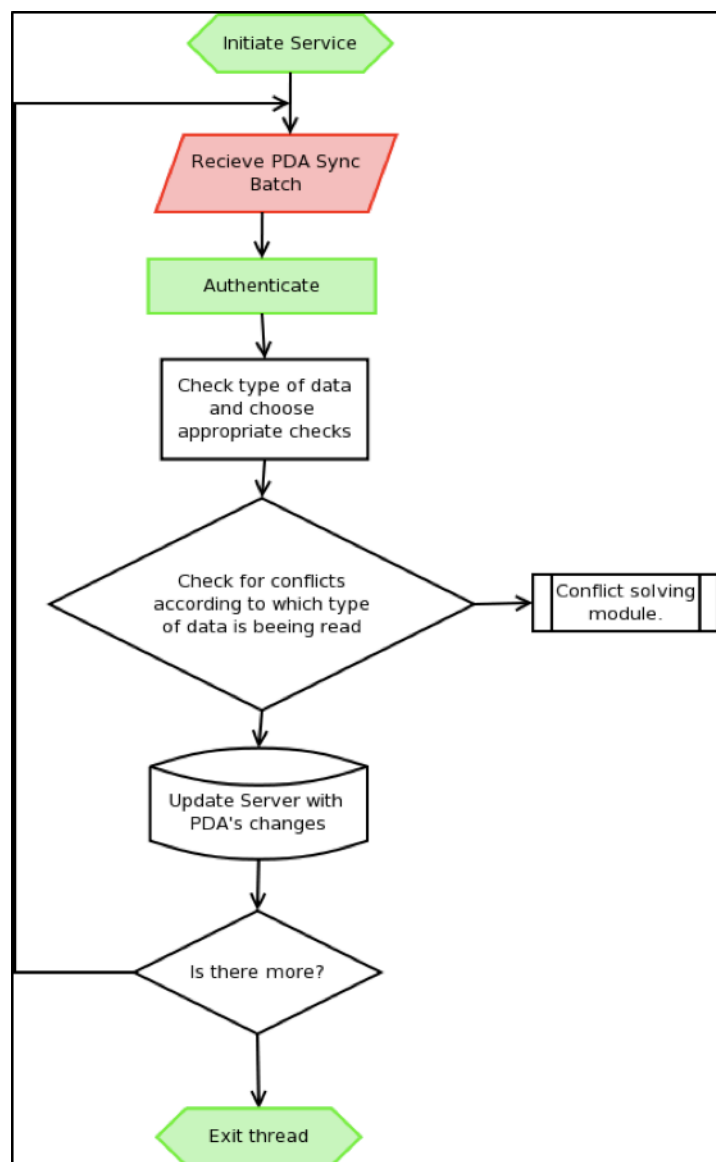 Initiate Service
Recieve PDA Sync
Batch
Authenticate
Check type of data
and choose
appropriate checks
Check for conflicts
according to which type
of data is beeing read
Conflict solving
module.
Update Server with
PDA's changes
Is there more?
Exit thread